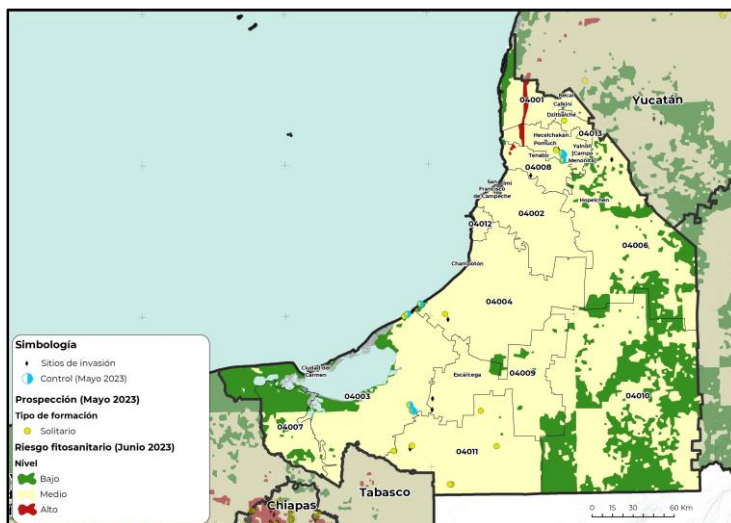 Yucatán
04001
Becal
Calkiní
Dzitbalché
04013
Hecelchakán
Pomuch
Yalnón
(Campo
Menonita)
Tenabo
04008
San
Francisco
de Campeche
04002
Hopelchén
04012
04006
Champotón
04004
Ciudad de
Carmen
04003
Escárcega
04009
04010
04007
04011
Tabasco
Chiapas
Simbología
Sitios de invasión
Control (Mayo 2023)
Prospección (Mayo 2023)
Tipo de formación
Solitario
Riesgo fitosanitario (Junio 2023)
Nivel
Bajo
Medio
Alto
0 15 30 60 Km